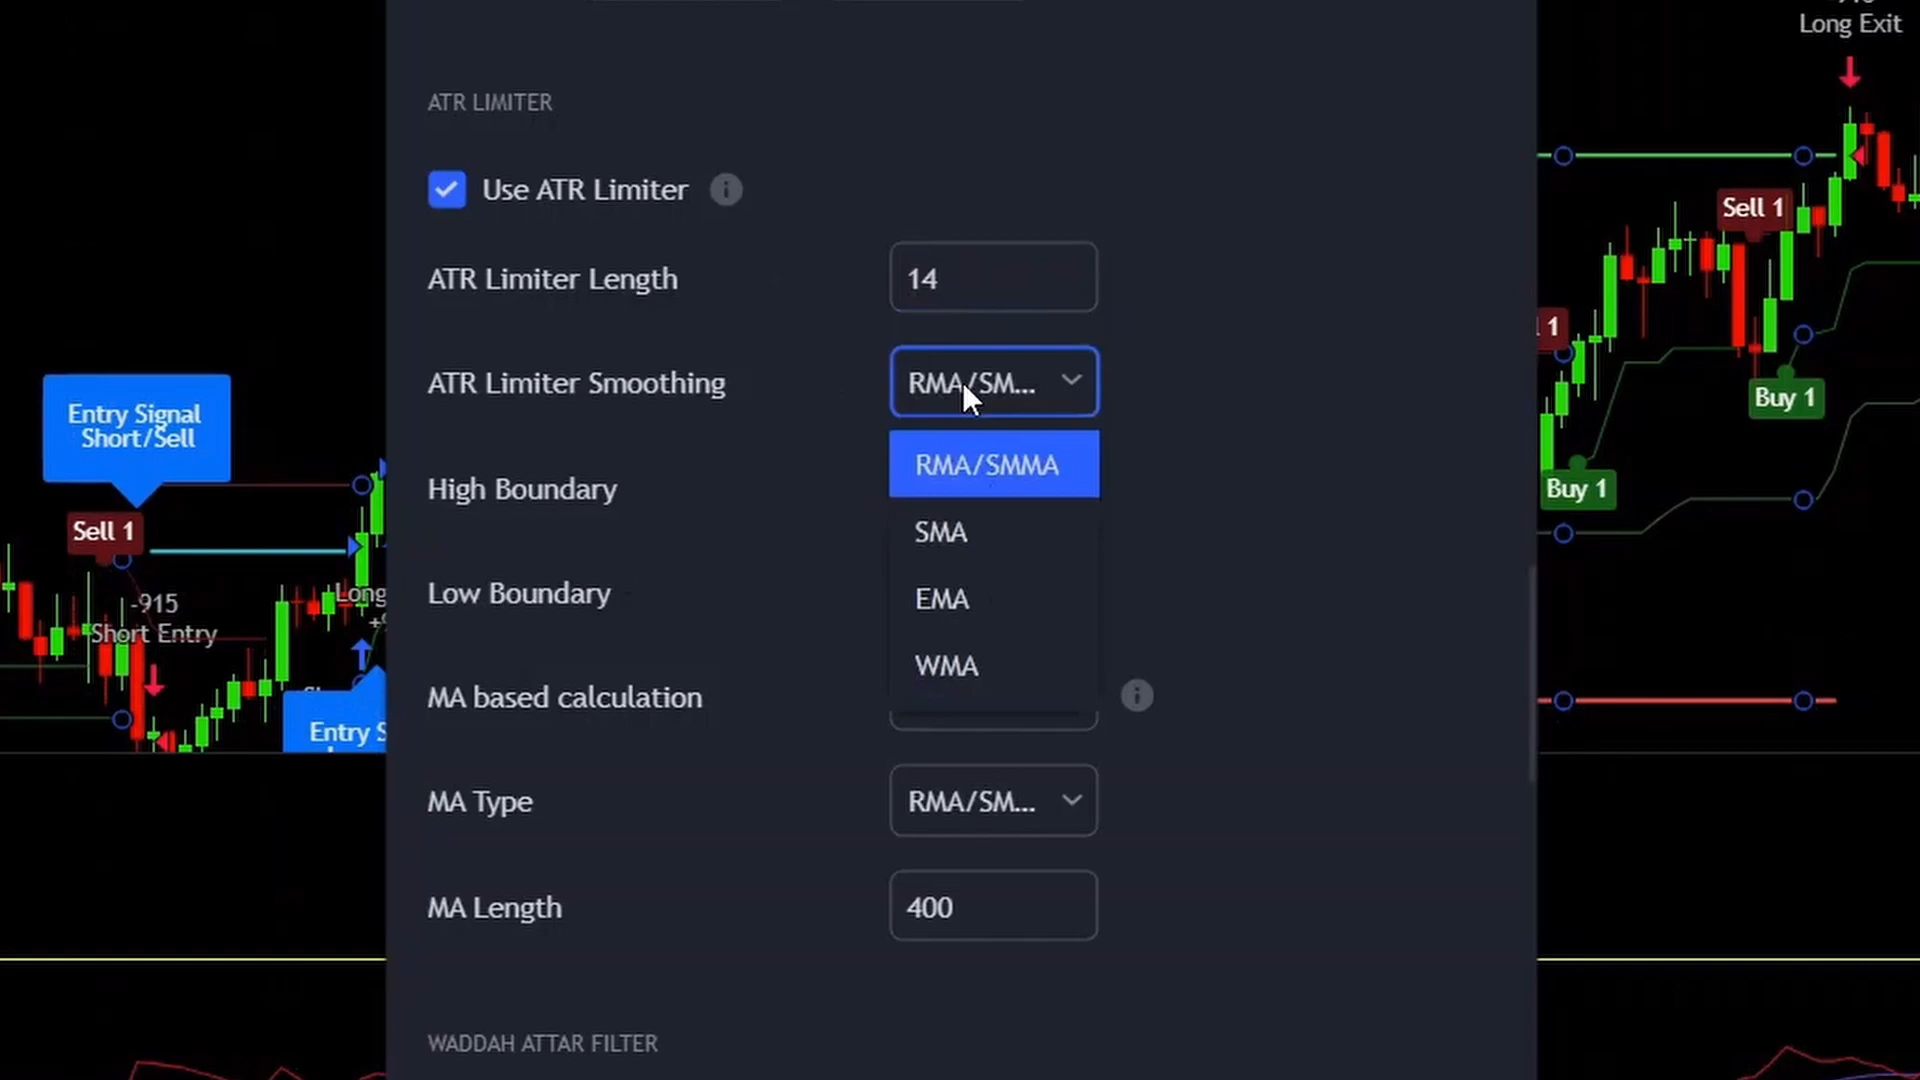 Long Exit
ATR LIMITER
Use ATR Limiter
ATR Limiter Length
14
ATR Limiter Smoothing
RMA/SM...
RMA/SMMA
SMA
EMA
WMA
High Boundary
Low Boundary
MA based calculation
MA Type
RMA/SM...
MA Length
400
WADDAH ATTAR FILTER
Entry Signal
Short/Sell
Sell 1
-915
Short Entry
Long
Entry S
Sell 1
1
Buy 1
Buy 1